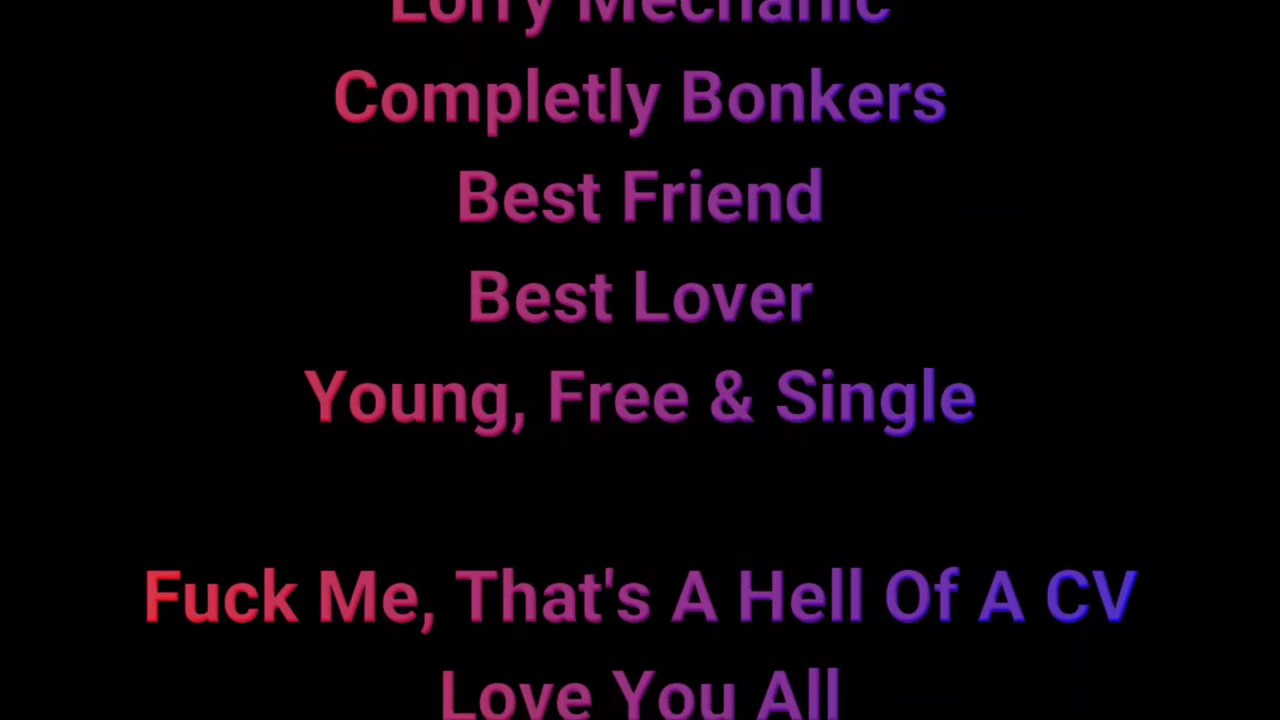 Lorry Mechanic
Completly Bonkers
Best Friend
Best Lover
Young, Free & Single
Fuck Me, That's A Hell Of A CV
Love You All